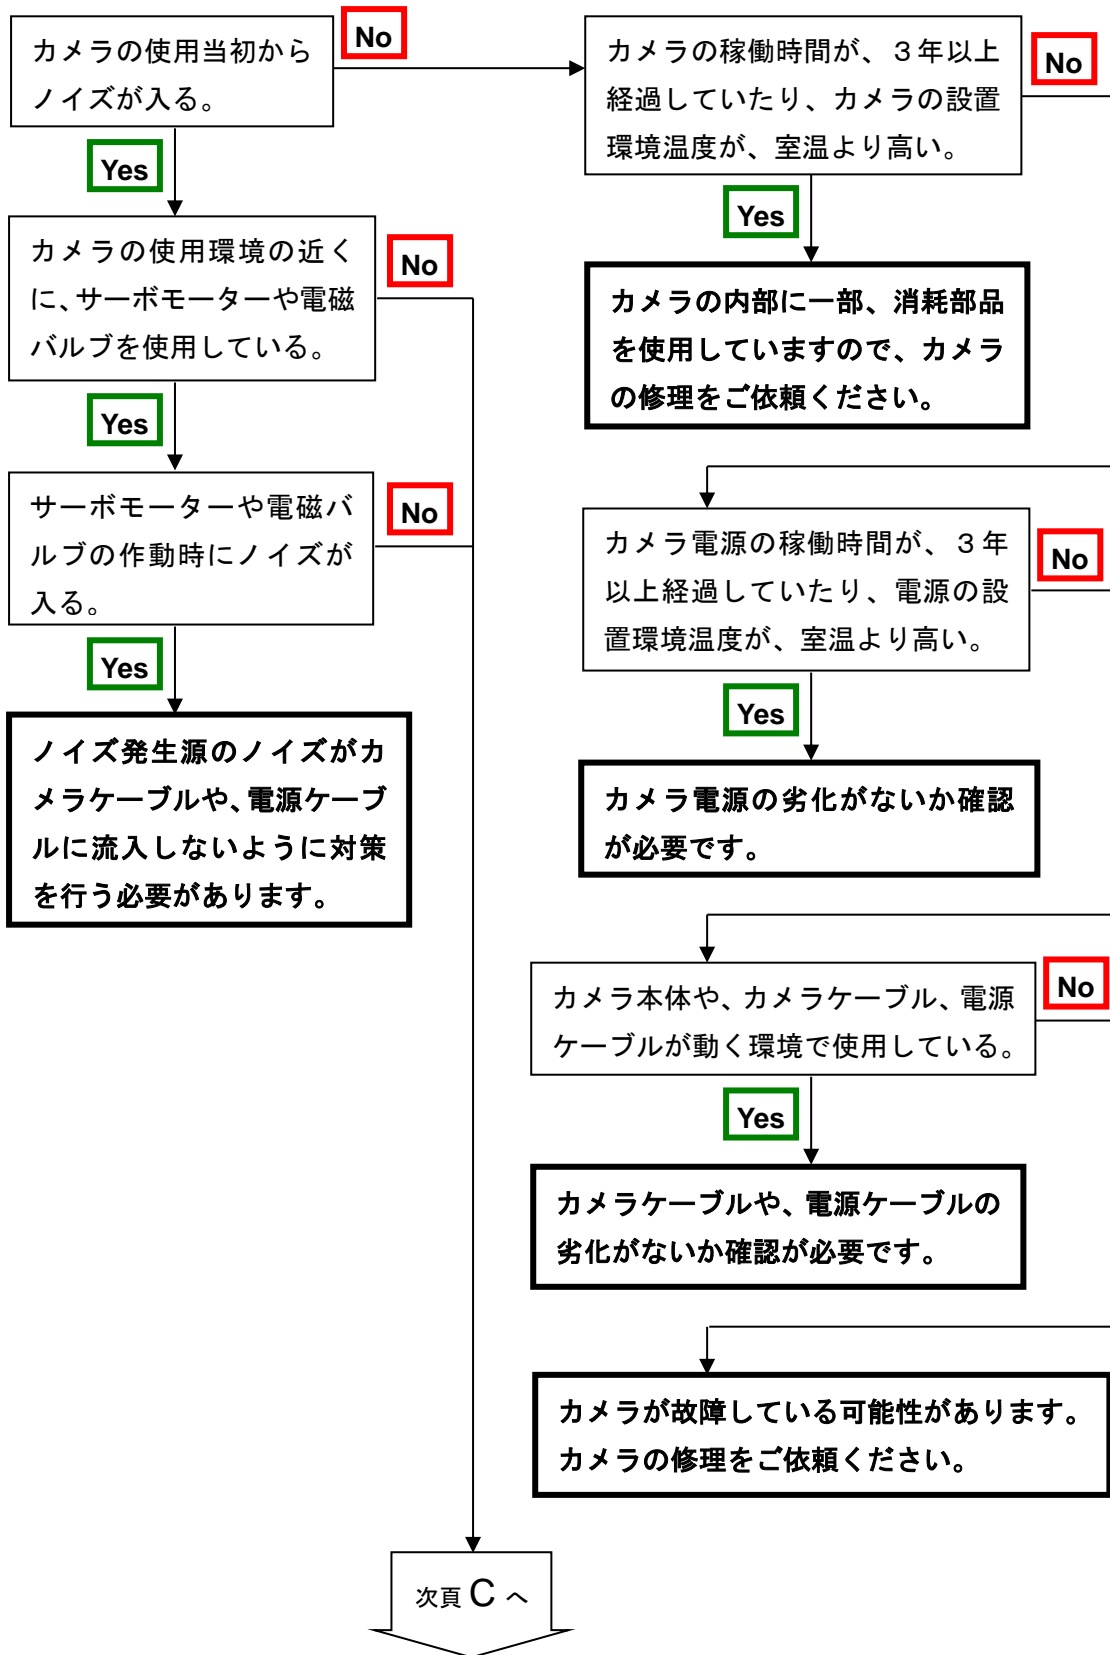 カメラの使用当初から
ノイズが入る。
No
Yes
カメラの使用環境の近く
に、サーボモーターや電磁
バルブを使用している。
No
Yes
サーボモーターや電磁バ
ルブの作動時にノイズが
入る。
No
Yes
ノイズ発生源のノイズがカ
メラケーブルや、電源ケーブ
ルに流入しないように対策
を行う必要があります。
カメラの稼働時間が、３年以上
経過していたり、カメラの設置
環境温度が、室温より高い。
No
Yes
カメラの内部に一部、消耗部品
を使用していますので、カメラ
の修理をご依頼ください。
カメラ電源の稼働時間が、３年
以上経過していたり、電源の設
置環境温度が、室温より高い。
No
Yes
カメラ電源の劣化がないか確認
が必要です。
カメラ本体や、カメラケーブル、電源
ケーブルが動く環境で使用している。
No
Yes
カメラケーブルや、電源ケーブルの
劣化がないか確認が必要です。
カメラが故障している可能性があります。
カメラの修理をご依頼ください。
次頁 C へ